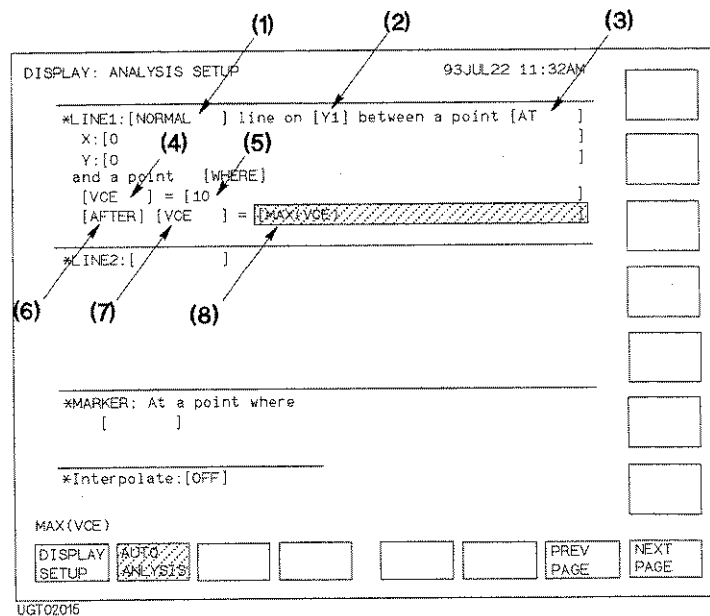 (1) (2) (3)
DISPLAY: ANALYSIS SETUP 93JUL22 11:32AM
*LINE1:[NORMAL ] line on [Y1] between a point [AT ]
X:[0 ]
(4) (5)
Y:[0 ]
and a point [WHERE]
[VCE ] = [10 ]
[AFTER] [VCE ] = [MAX(VCE) ]
*LINE2:[ ]
(6) (7) (8)
*MARKER: At a point where
[ ]
*Interpolate:[OFF]
MAX(VCE)
DISPLAY SETUP
AUTO ANLYSIS
PREV PAGE
NEXT PAGE
UGT02015